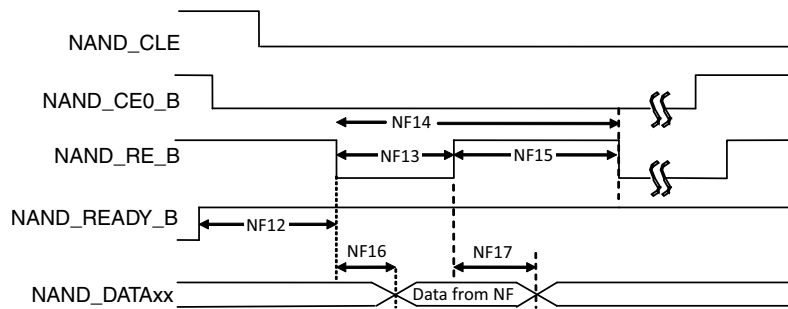 NAND_CLE
NAND_CE0_B
NF14
NAND_RE_B
NF13
NF15
NAND_READY_B
NF12
NF16
NF17
NAND_DATAxx
Data from NF